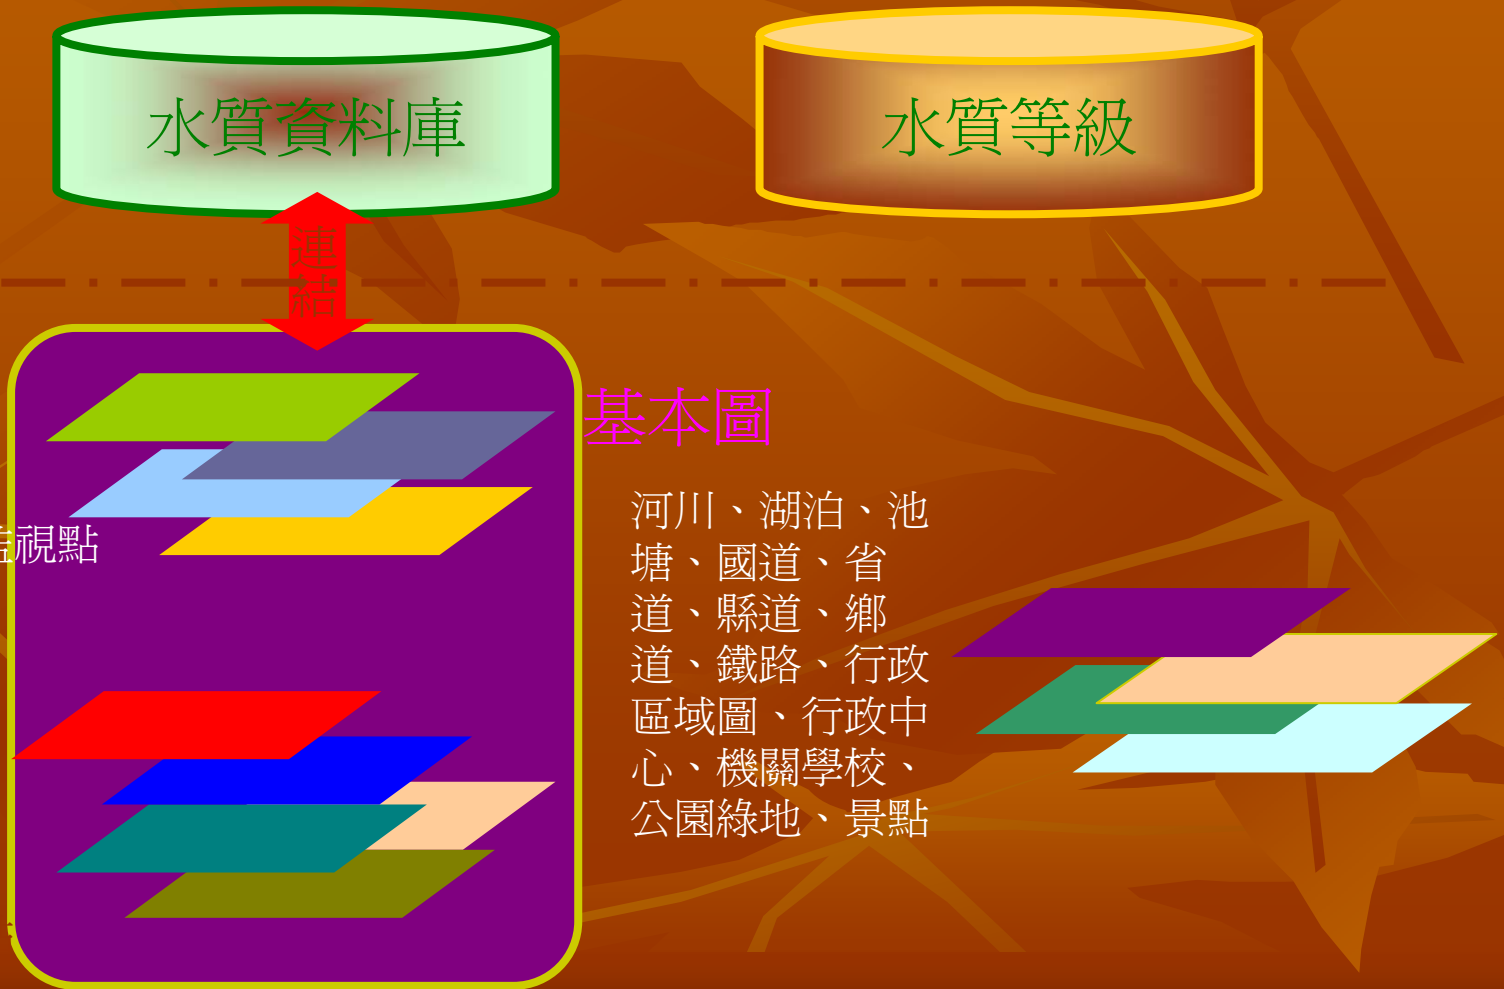 水質資料庫
水質等級
連
結
基本圖
河川、湖泊、池
塘、國道、省
道、縣道、鄉
道、鐵路、行政
區域圖、行政中
心、機關學校、
公園綠地、景點
視點